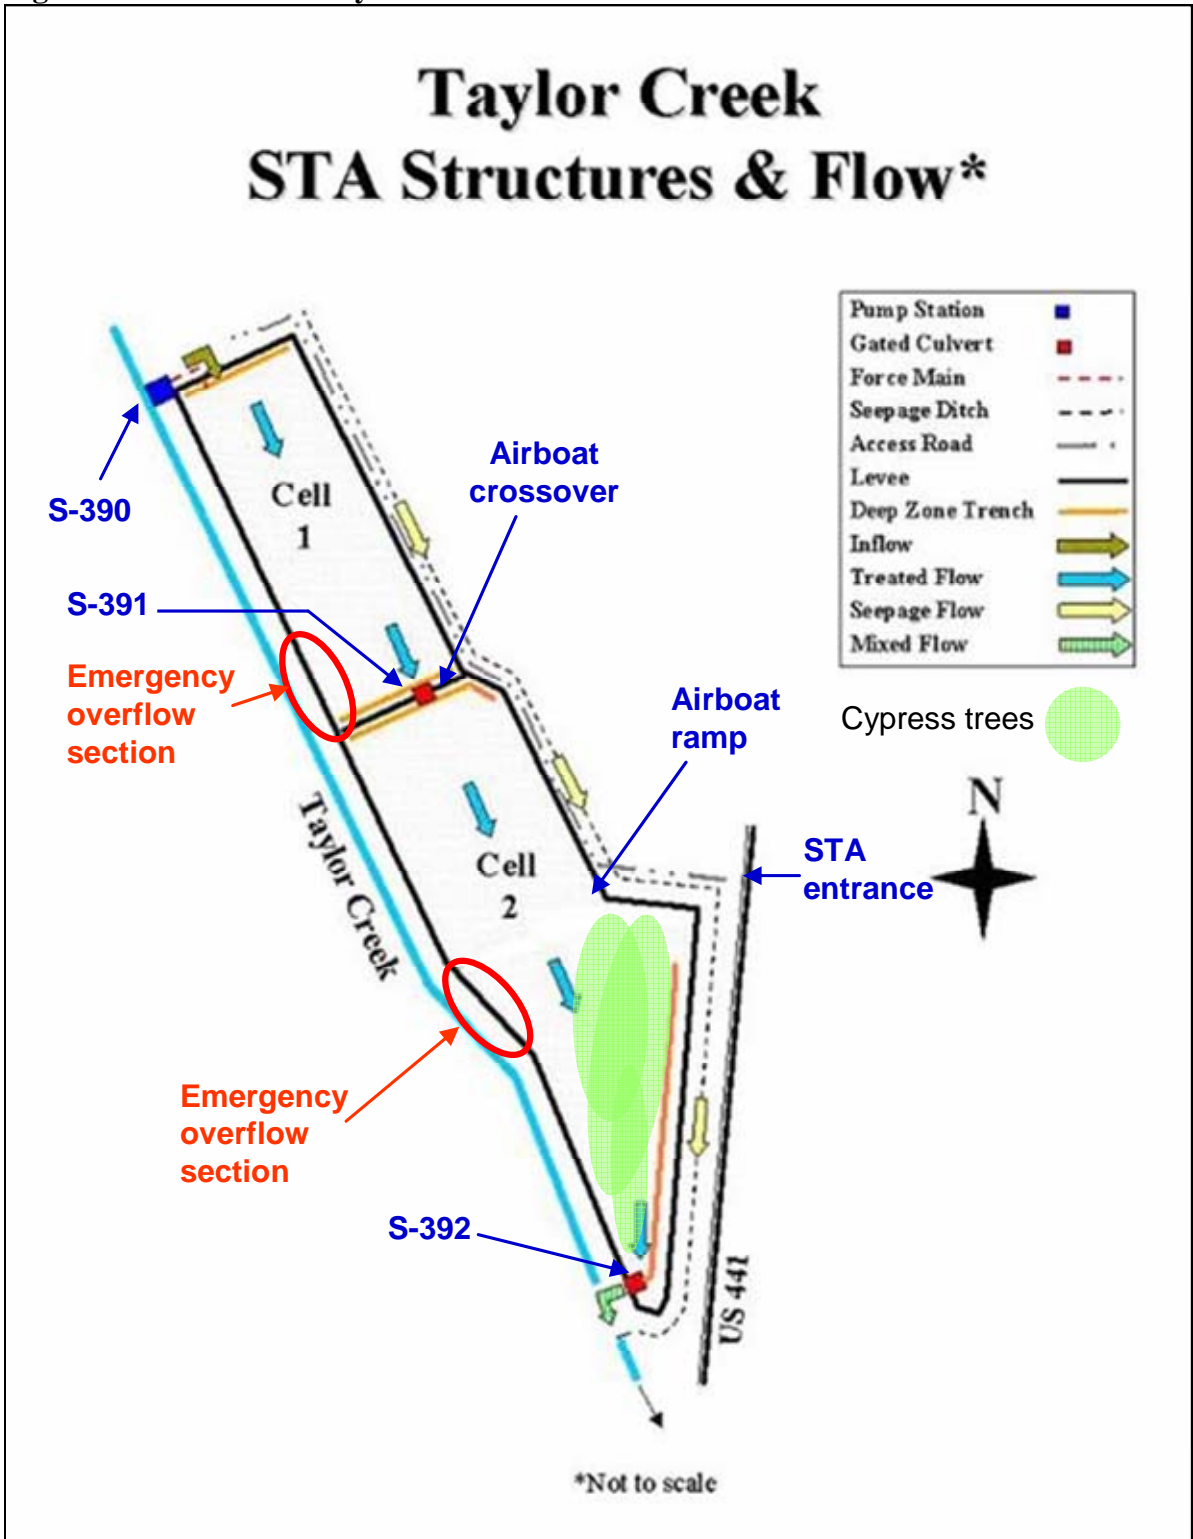 Taylor Creek
STA Structures & Flow*
Pump Station
Gated Culvert
Force Main
Seepage Ditch
Access Road
Levee
Deep Zone Trench
Inflow
Treated Flow
Seepage Flow
Mixed Flow
Cypress trees
N
S-390
Cell
1
Airboat
crossover
S-391
Emergency
overflow
section
Airboat
ramp
Taylor Creek
Cell
2
STA
entrance
Emergency
overflow
section
S-392
US 441
*Not to scale